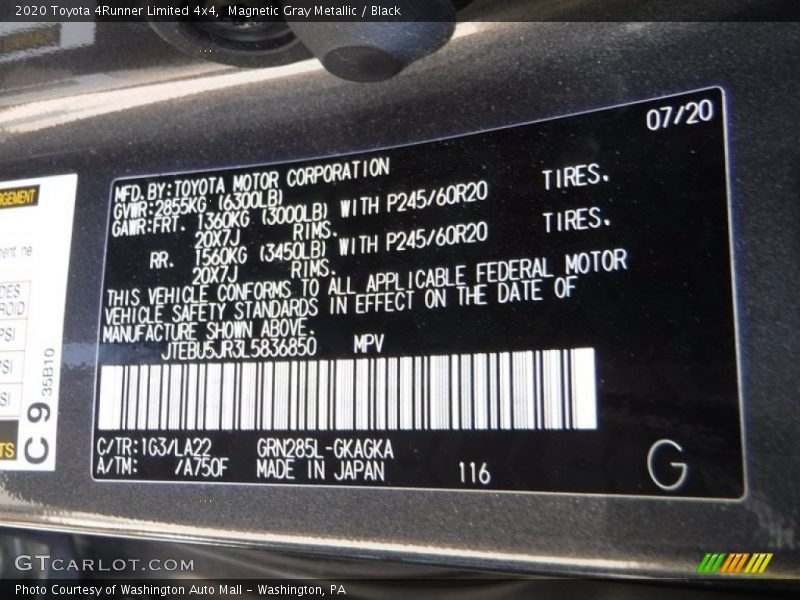 2020 Toyota 4Runner Limited 4x4, Magnetic Gray Metallic / Black
07/20
MFD. BY:TOYOTA MOTOR CORPORATION
GVWR:2855KG (6300LB)
GAWR:FRT. 1360KG (3000LB) WITH P245/60R20 TIRES.
20X7J RIMS.
RR. 1560KG (3450LB) WITH P245/60R20 TIRES.
20X7J RIMS.
THIS VEHICLE CONFORMS TO ALL APPLICABLE FEDERAL MOTOR
VEHICLE SAFETY STANDARDS IN EFFECT ON THE DATE OF
MANUFACTURE SHOWN ABOVE.
JTEBU5JR3L5836850 MPV
C/TR:1G3/LA22 GRN285L-GKAGKA
A/TM: /A750F MADE IN JAPAN 116
G
C9 35B10
GTCARLOT.COM
Photo Courtesy of Washington Auto Mall - Washington, PA